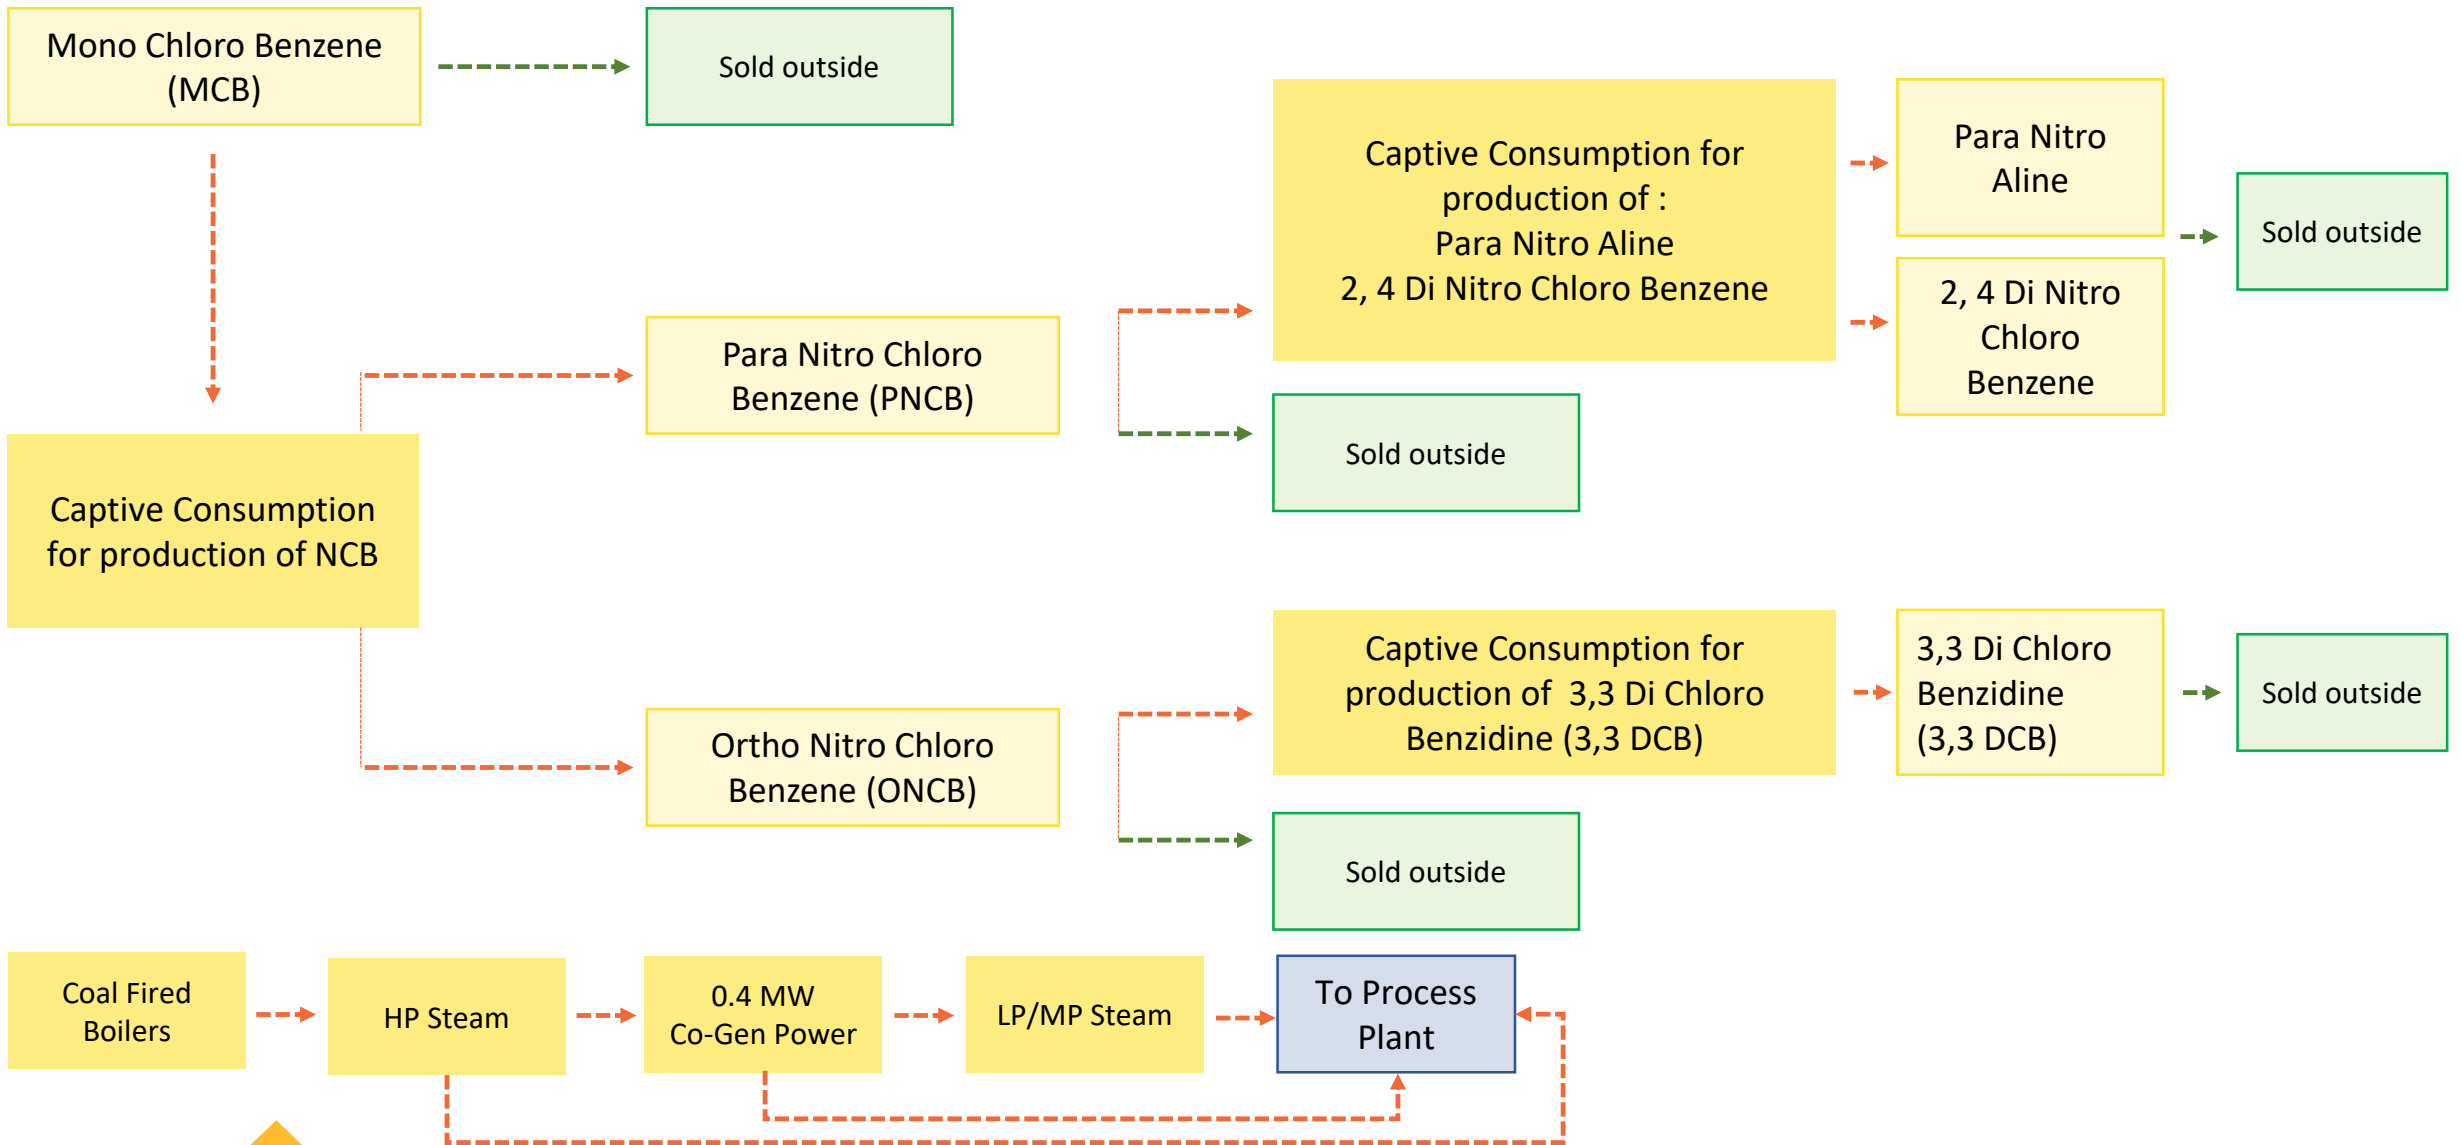 Mono Chloro Benzene
(MCB)
Sold outside
Captive Consumption for
production of :
Para Nitro Aline
2, 4 Di Nitro Chloro Benzene
Para Nitro
Aline
Sold outside
2, 4 Di Nitro
Chloro
Benzene
Para Nitro Chloro
Benzene (PNCB)
Sold outside
Captive Consumption
for production of NCB
Captive Consumption for
production of 3,3 Di Chloro
Benzidine (3,3 DCB)
3,3 Di Chloro
Benzidine
(3,3 DCB)
Sold outside
Ortho Nitro Chloro
Benzene (ONCB)
Sold outside
Coal Fired
Boilers
HP Steam
0.4 MW
Co-Gen Power
LP/MP Steam
To Process
Plant